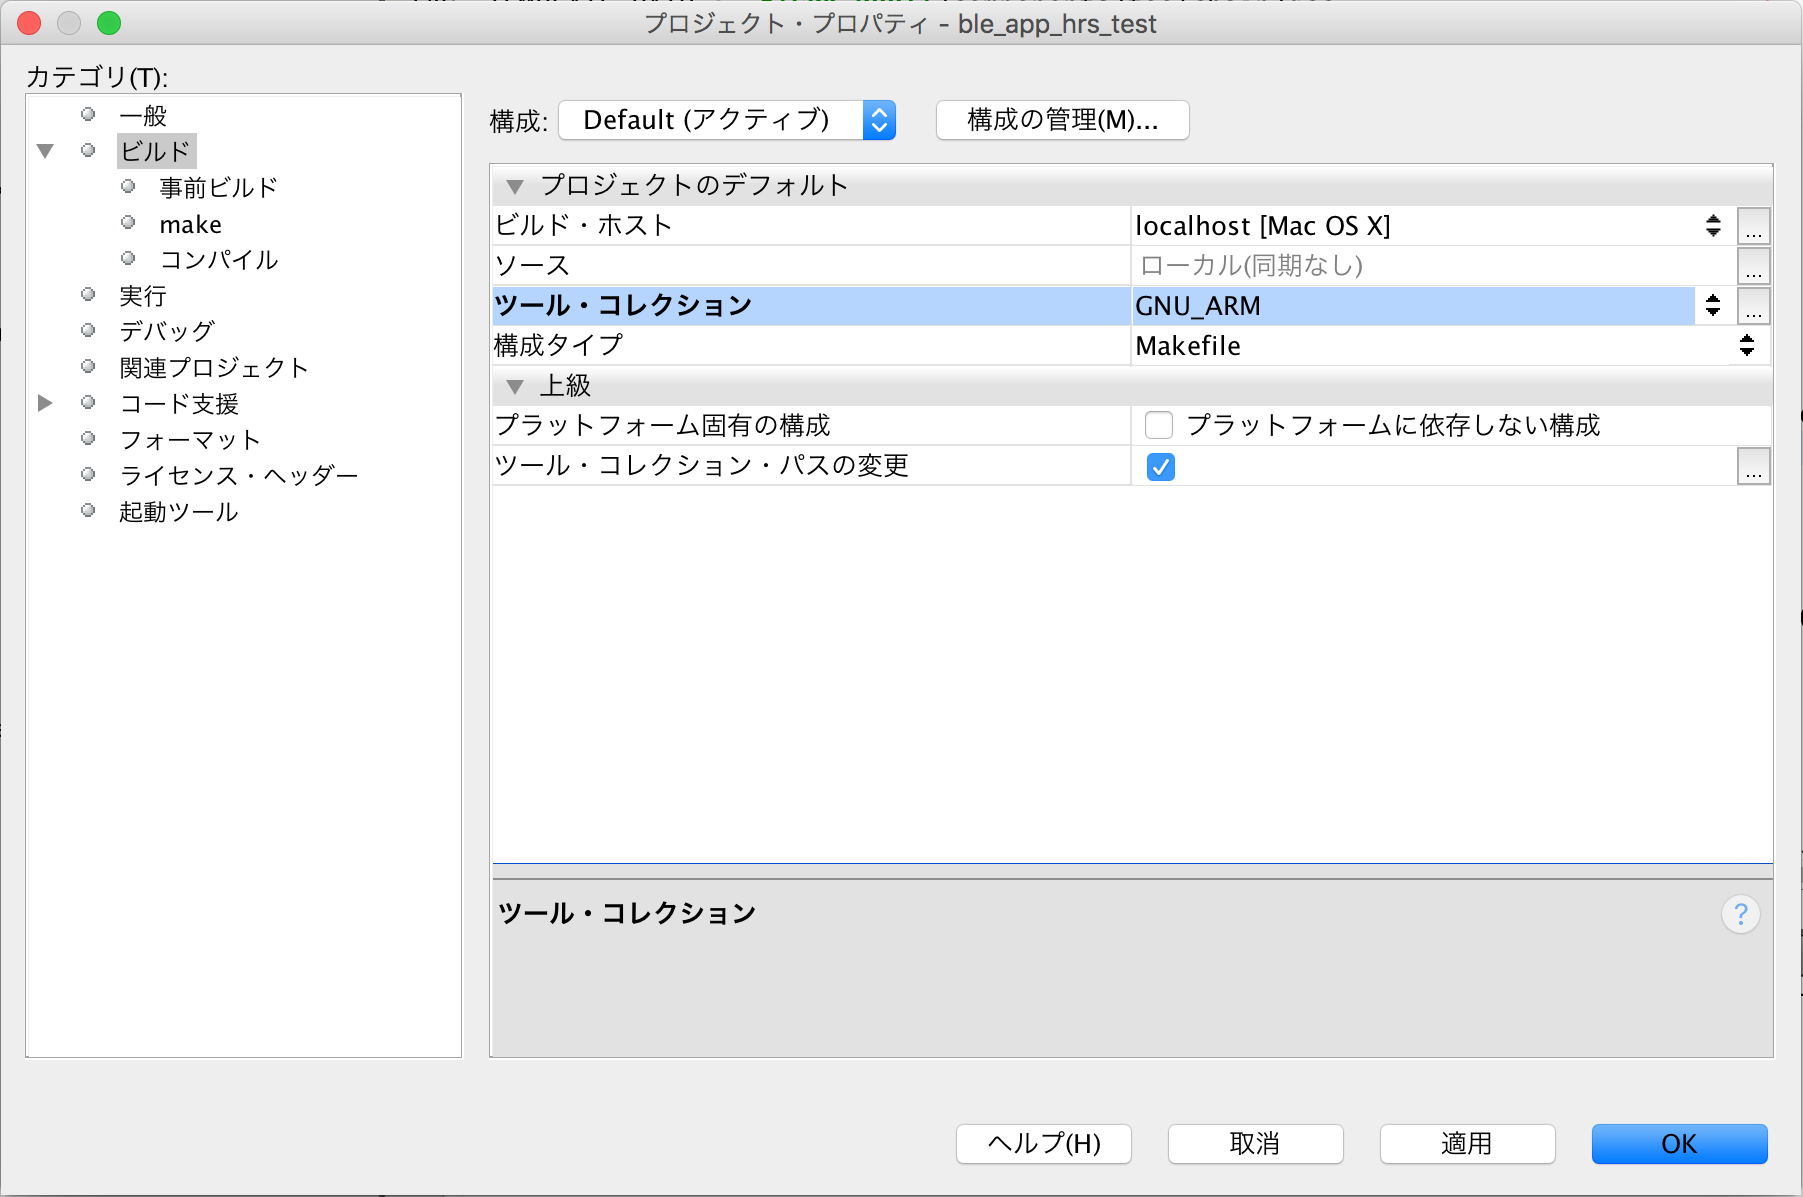 プロジェクト・プロパティ - ble_app_hrs_test
カテゴリ(T):
一般
ビルド
事前ビルド
make
コンパイル
実行
デバッグ
関連プロジェクト
コード支援
フォーマット
ライセンス・ヘッダー
起動ツール
構成: Default (アクティブ) 構成の管理(M)...
プロジェクトのデフォルト
ビルド・ホスト localhost [Mac OS X] ...
ソース ローカル(同期なし) ...
ツール・コレクション GNU_ARM ...
構成タイプ Makefile
上級
プラットフォーム固有の構成 プラットフォームに依存しない構成
ツール・コレクション・パスの変更 ...
ツール・コレクション ?
ヘルプ(H) 取消 適用 OK